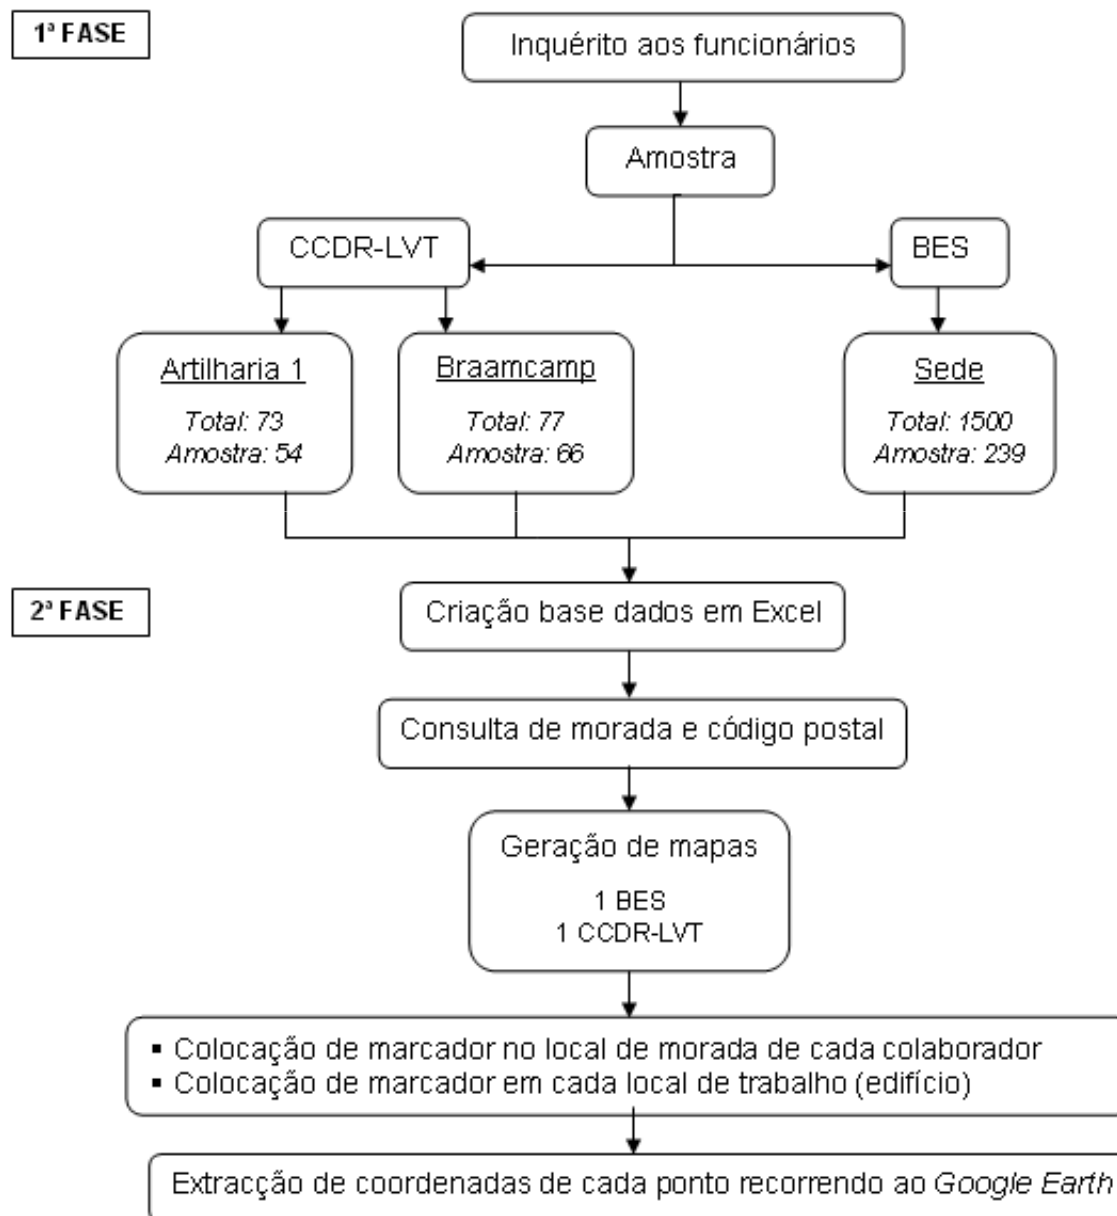 1ª FASE
Inquérito aos funcionários
Amostra
CCDR-LVT
BES
Artilharia 1
Total: 73
Amostra: 54
Braamcamp
Total: 77
Amostra: 66
Sede
Total: 1500
Amostra: 239
2ª FASE
Criação base dados em Excel
Consulta de morada e código postal
Geração de mapas
1 BES
1 CCDR-LVT
▪ Colocação de marcador no local de morada de cada colaborador
▪ Colocação de marcador em cada local de trabalho (edifício)
Extracção de coordenadas de cada ponto recorrendo ao Google Earth